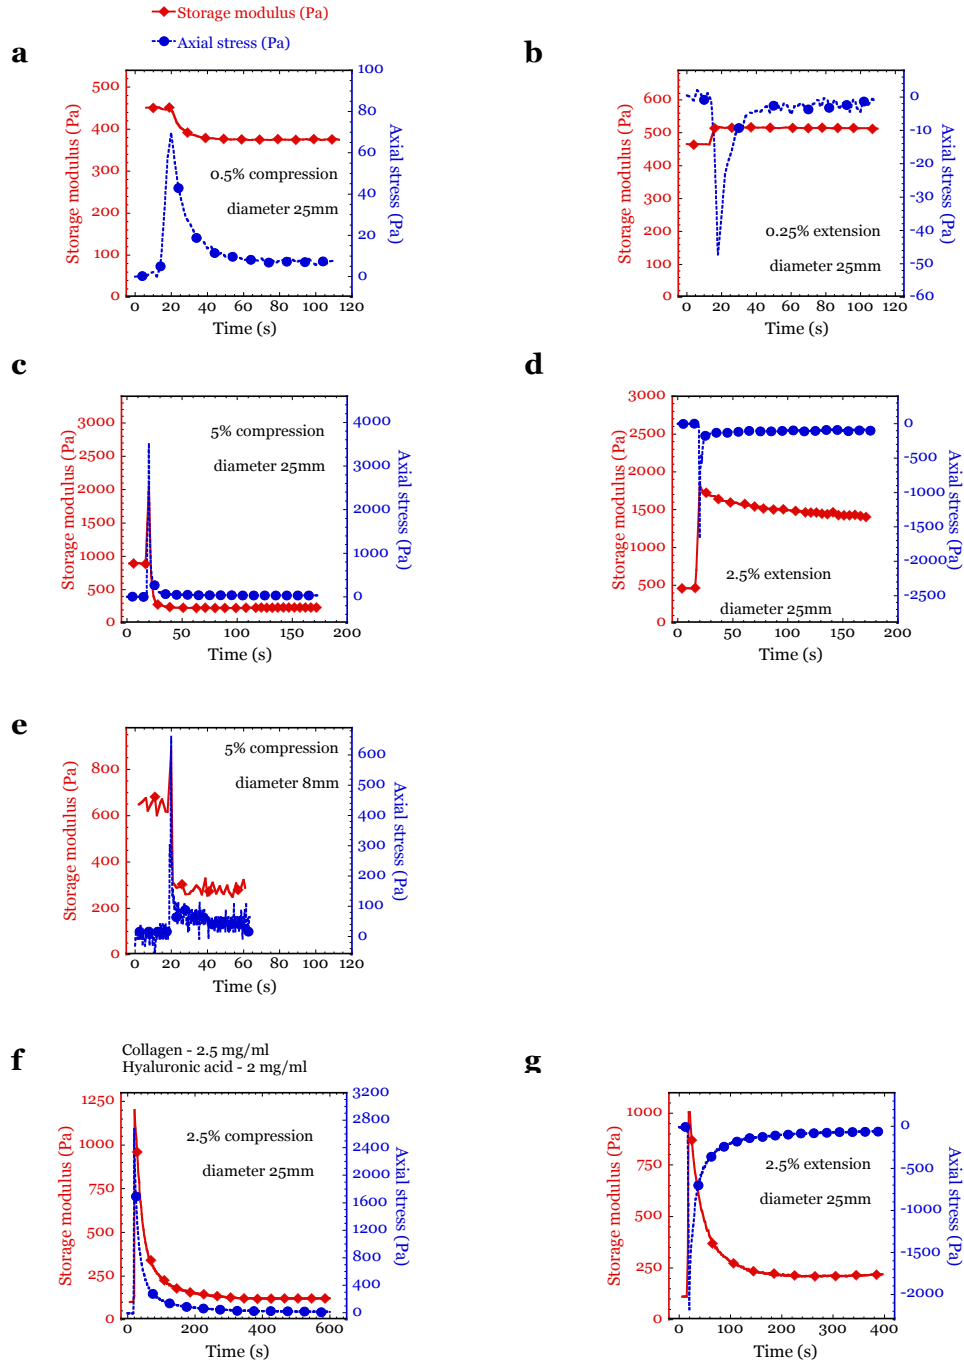 Storage modulus (Pa)
Axial stress (Pa)
a
500
400
300
200
100
0
Storage modulus (Pa)
100
80
60
40
20
0
Axial stress (Pa)
0.5% compression
diameter 25mm
0 20 40 60 80 100 120
Time (s)
b
600
500
400
300
200
100
0
Storage modulus (Pa)
0
-10
-20
-30
-40
-50
-60
Axial stress (Pa)
0.25% extension
diameter 25mm
0 20 40 60 80 100 120
Time (s)
c
3000
2500
2000
1500
1000
500
0
Storage modulus (Pa)
4000
3000
2000
1000
0
Axial stress (Pa)
5% compression
diameter 25mm
0 50 100 150 200
Time (s)
d
3000
2500
2000
1500
1000
500
0
Storage modulus (Pa)
0
-500
-1000
-1500
-2000
-2500
Axial stress (Pa)
2.5% extension
diameter 25mm
0 50 100 150 200
Time (s)
e
800
600
400
200
0
Storage modulus (Pa)
600
500
400
300
200
100
0
Axial stress (Pa)
5% compression
diameter 8mm
0 20 40 60 80 100 120
Time (s)
f
Collagen - 2.5 mg/ml
Hyaluronic acid - 2 mg/ml
1250
1000
750
500
250
0
Storage modulus (Pa)
3200
2800
2400
2000
1600
1200
800
400
0
Axial stress (Pa)
2.5% compression
diameter 25mm
0 200 400 600
Time (s)
g
1000
750
500
250
0
Storage modulus (Pa)
0
-500
-1000
-1500
-2000
Axial stress (Pa)
2.5% extension
diameter 25mm
0 100 200 300 400
Time (s)